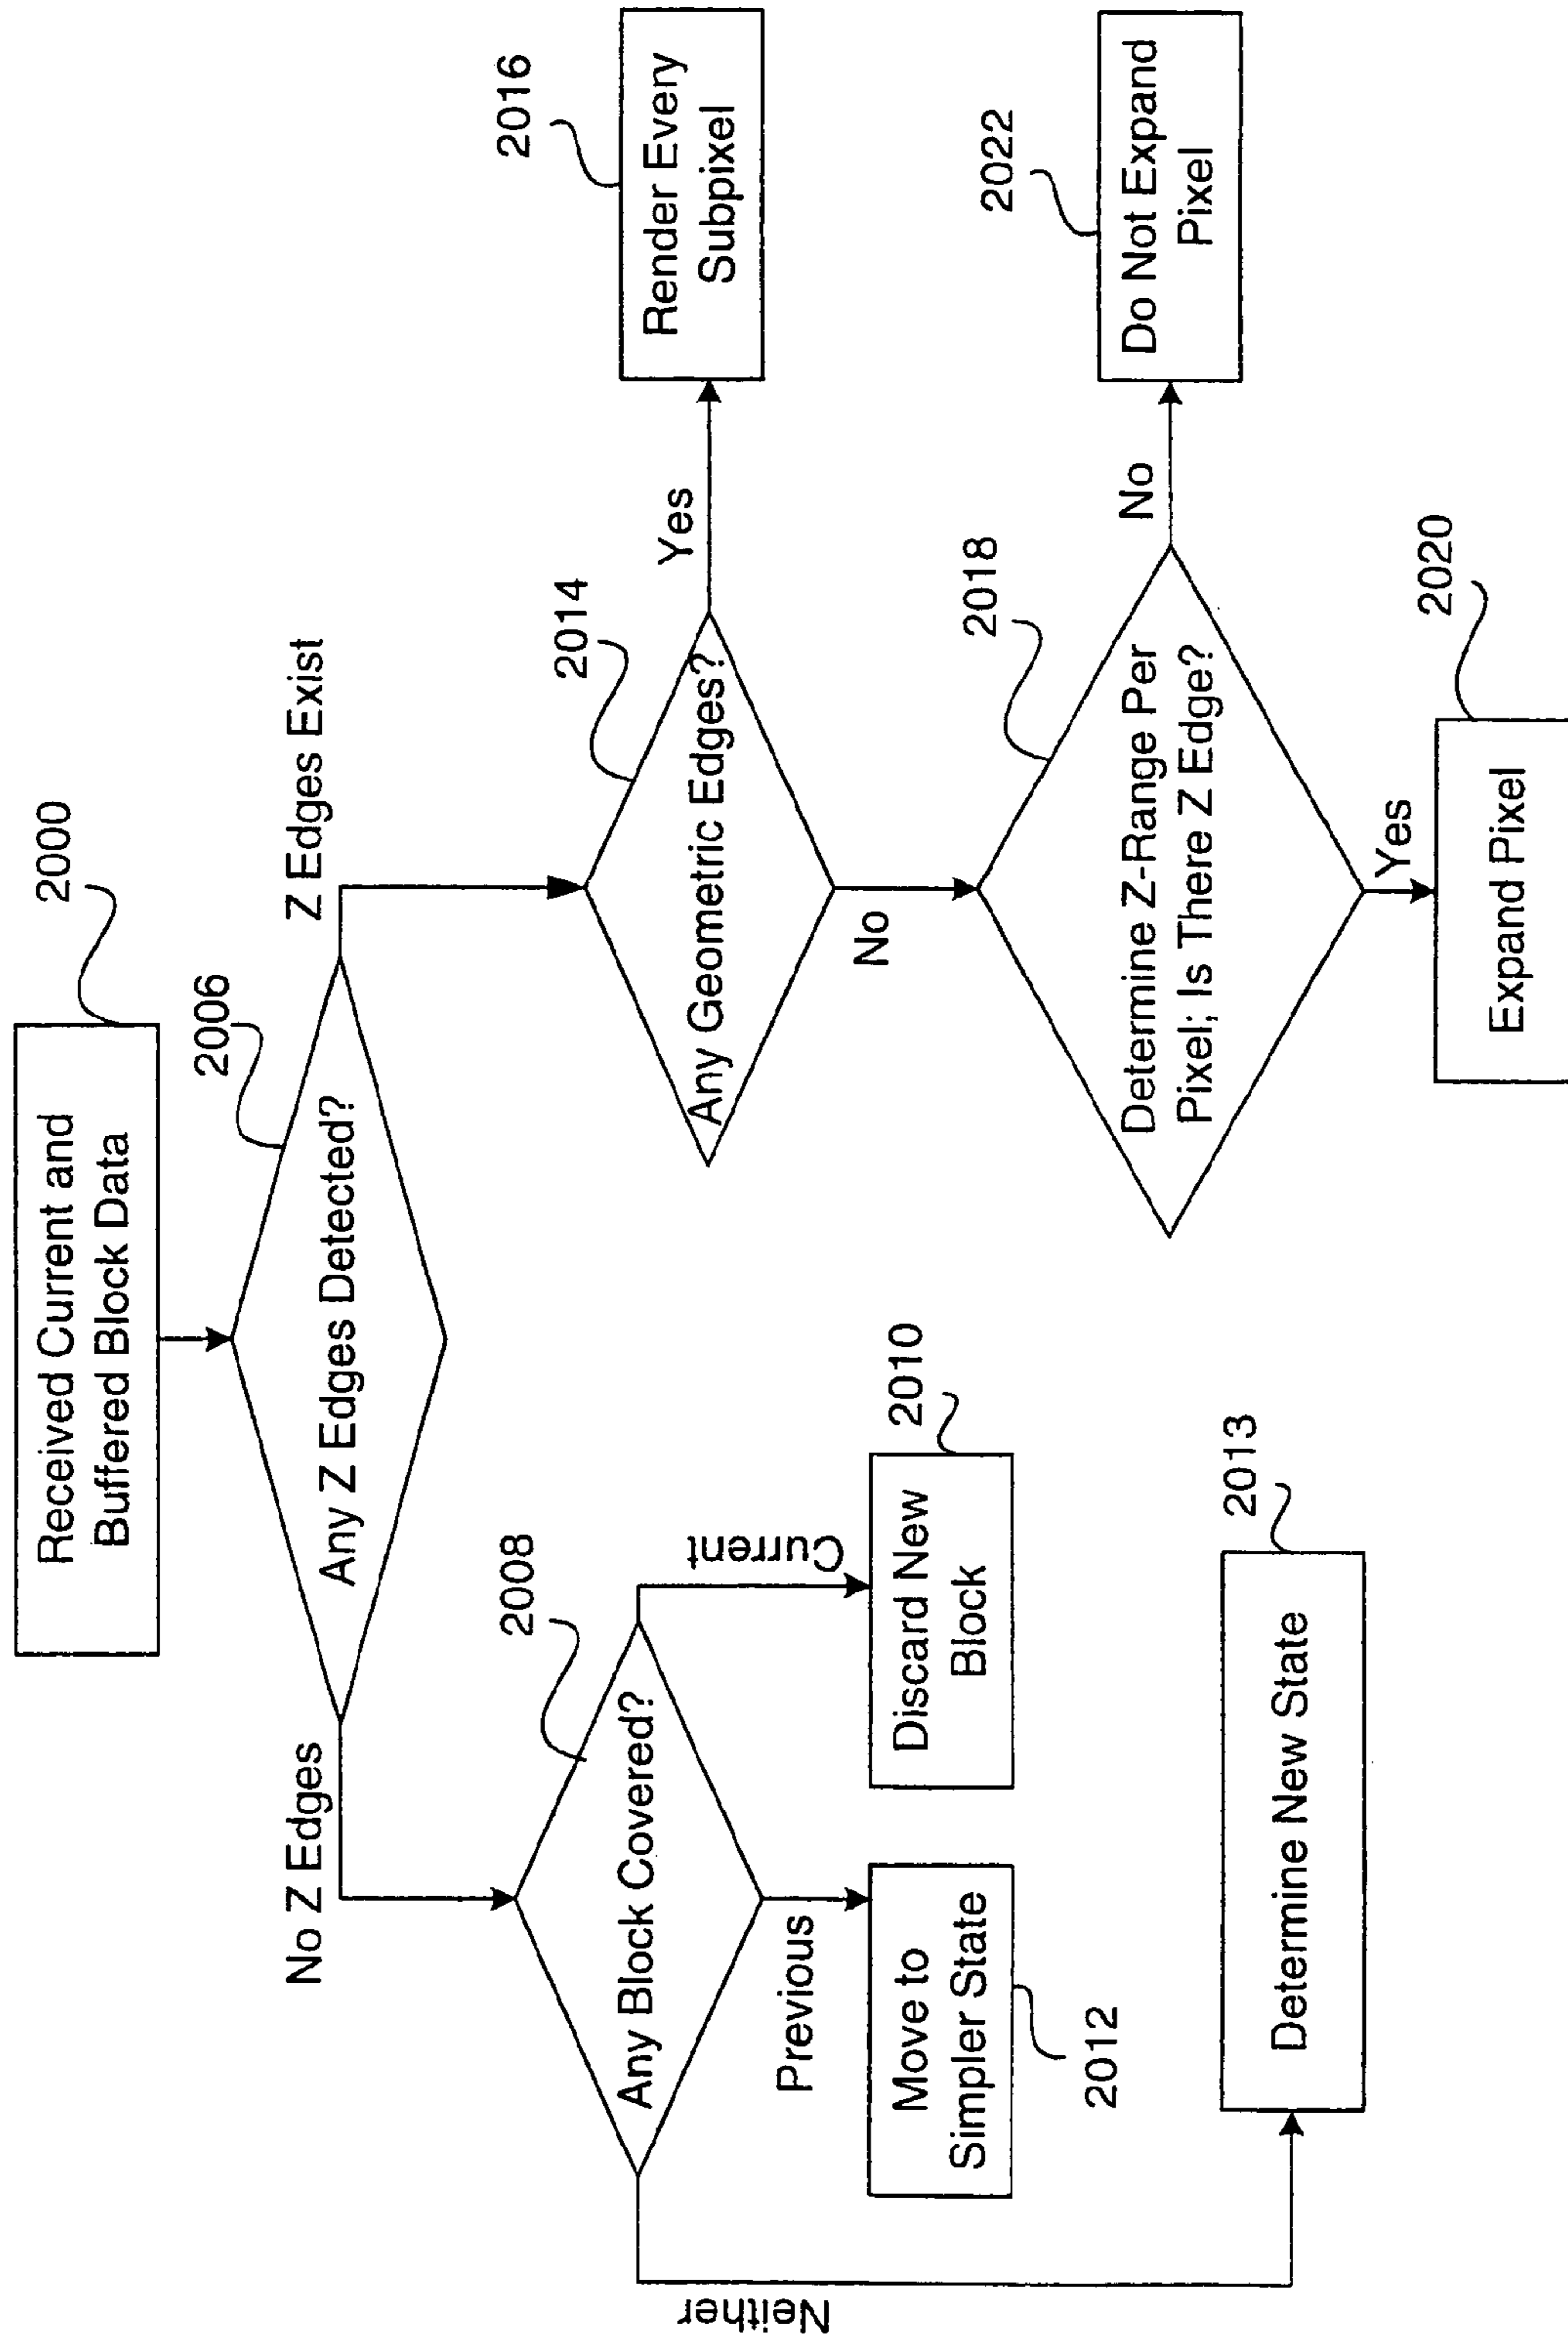 Received Current and
Buffered Block Data
2000
Any Z Edges Detected?
2006
No Z Edges
Z Edges Exist
Any Block Covered?
2008
Neither
Previous
Current
Move to
Simpler State
2012
Discard New
Block
2010
Determine New State
2013
Any Geometric Edges?
2014
Yes
Render Every
Subpixel
2016
No
Determine Z-Range Per
Pixel; Is There Z Edge?
2018
No
Do Not Expand
Pixel
2022
Yes
Expand Pixel
2020